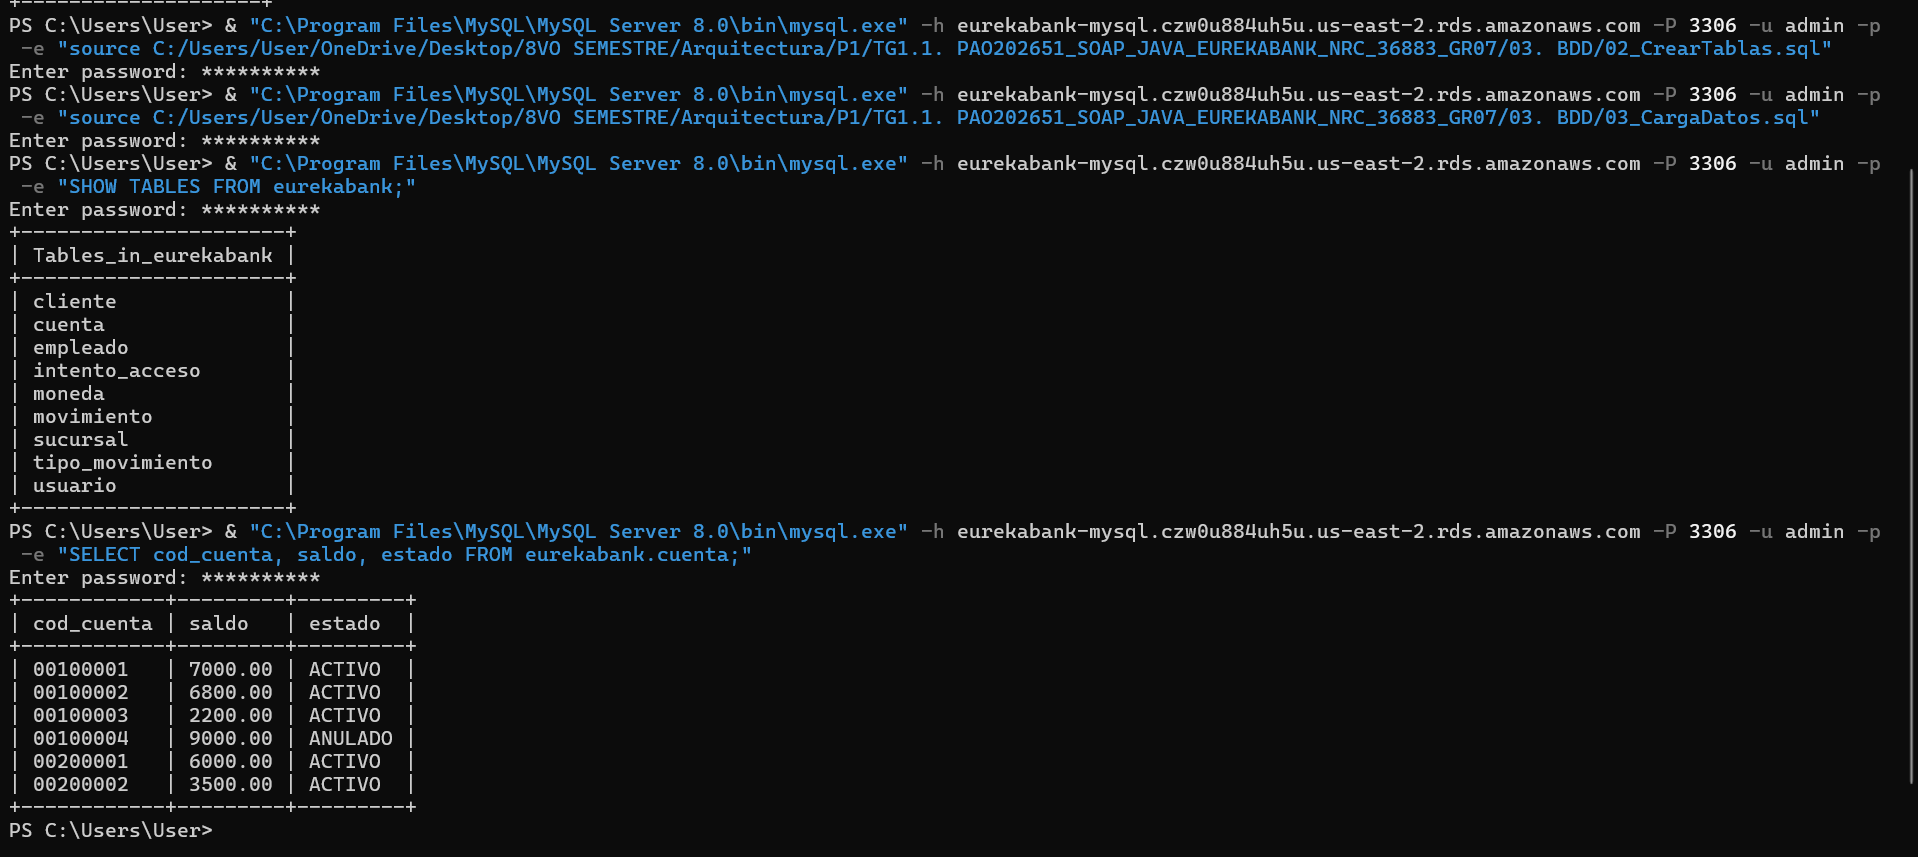 +---------------------+
PS C:\Users\User> & "C:\Program Files\MySQL\MySQL Server 8.0\bin\mysql.exe" -h eurekabank-mysql.czw0u884uh5u.us-east-2.rds.amazonaws.com -P 3306 -u admin -p
 -e "source C:/Users/User/OneDrive/Desktop/8VO SEMESTRE/Arquitectura/P1/TG1.1. PAO202651_SOAP_JAVA_EUREKABANK_NRC_36883_GR07/03. BDD/02_CrearTablas.sql"
Enter password: **********
PS C:\Users\User> & "C:\Program Files\MySQL\MySQL Server 8.0\bin\mysql.exe" -h eurekabank-mysql.czw0u884uh5u.us-east-2.rds.amazonaws.com -P 3306 -u admin -p
 -e "source C:/Users/User/OneDrive/Desktop/8VO SEMESTRE/Arquitectura/P1/TG1.1. PAO202651_SOAP_JAVA_EUREKABANK_NRC_36883_GR07/03. BDD/03_CargaDatos.sql"
Enter password: **********
PS C:\Users\User> & "C:\Program Files\MySQL\MySQL Server 8.0\bin\mysql.exe" -h eurekabank-mysql.czw0u884uh5u.us-east-2.rds.amazonaws.com -P 3306 -u admin -p
 -e "SHOW TABLES FROM eurekabank;"
Enter password: **********
+----------------------+
| Tables_in_eurekabank |
+----------------------+
| cliente              |
| cuenta               |
| empleado             |
| intento_acceso       |
| moneda               |
| movimiento           |
| sucursal             |
| tipo_movimiento      |
| usuario              |
+----------------------+
PS C:\Users\User> & "C:\Program Files\MySQL\MySQL Server 8.0\bin\mysql.exe" -h eurekabank-mysql.czw0u884uh5u.us-east-2.rds.amazonaws.com -P 3306 -u admin -p
 -e "SELECT cod_cuenta, saldo, estado FROM eurekabank.cuenta;"
Enter password: **********
+------------+---------+---------+
| cod_cuenta | saldo   | estado  |
+------------+---------+---------+
| 00100001   | 7000.00 | ACTIVO  |
| 00100002   | 6800.00 | ACTIVO  |
| 00100003   | 2200.00 | ACTIVO  |
| 00100004   | 9000.00 | ANULADO |
| 00200001   | 6000.00 | ACTIVO  |
| 00200002   | 3500.00 | ACTIVO  |
+------------+---------+---------+
PS C:\Users\User>